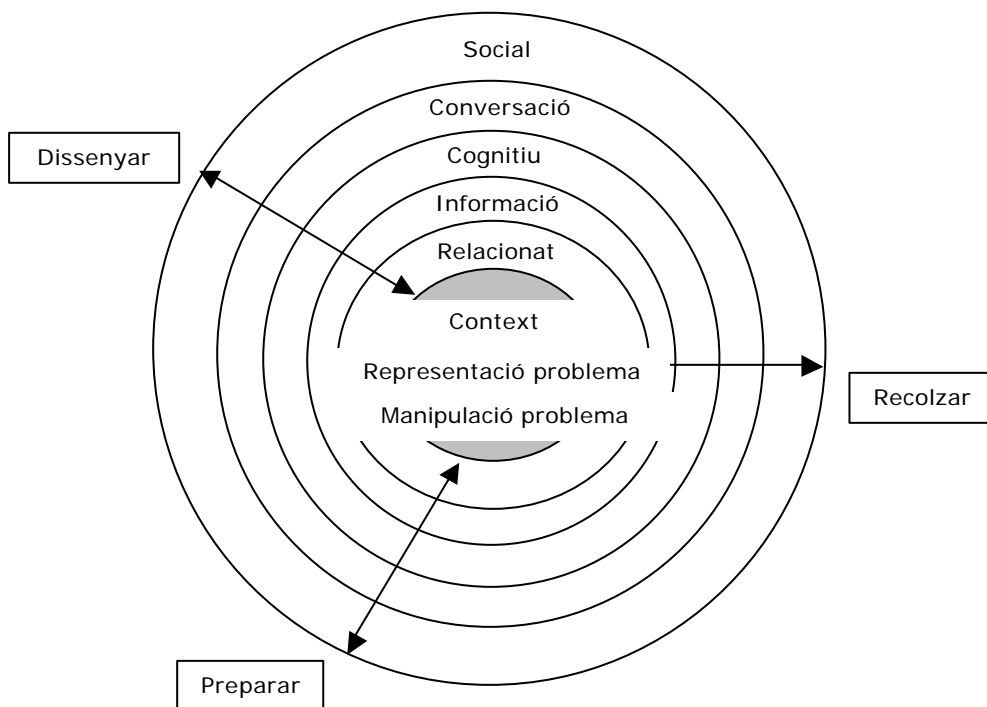 Social
Conversació
Dissenyar
Cognitiu
Informació
Relacionat
Context
Representació problema
Recolzar
Manipulació problema
Preparar